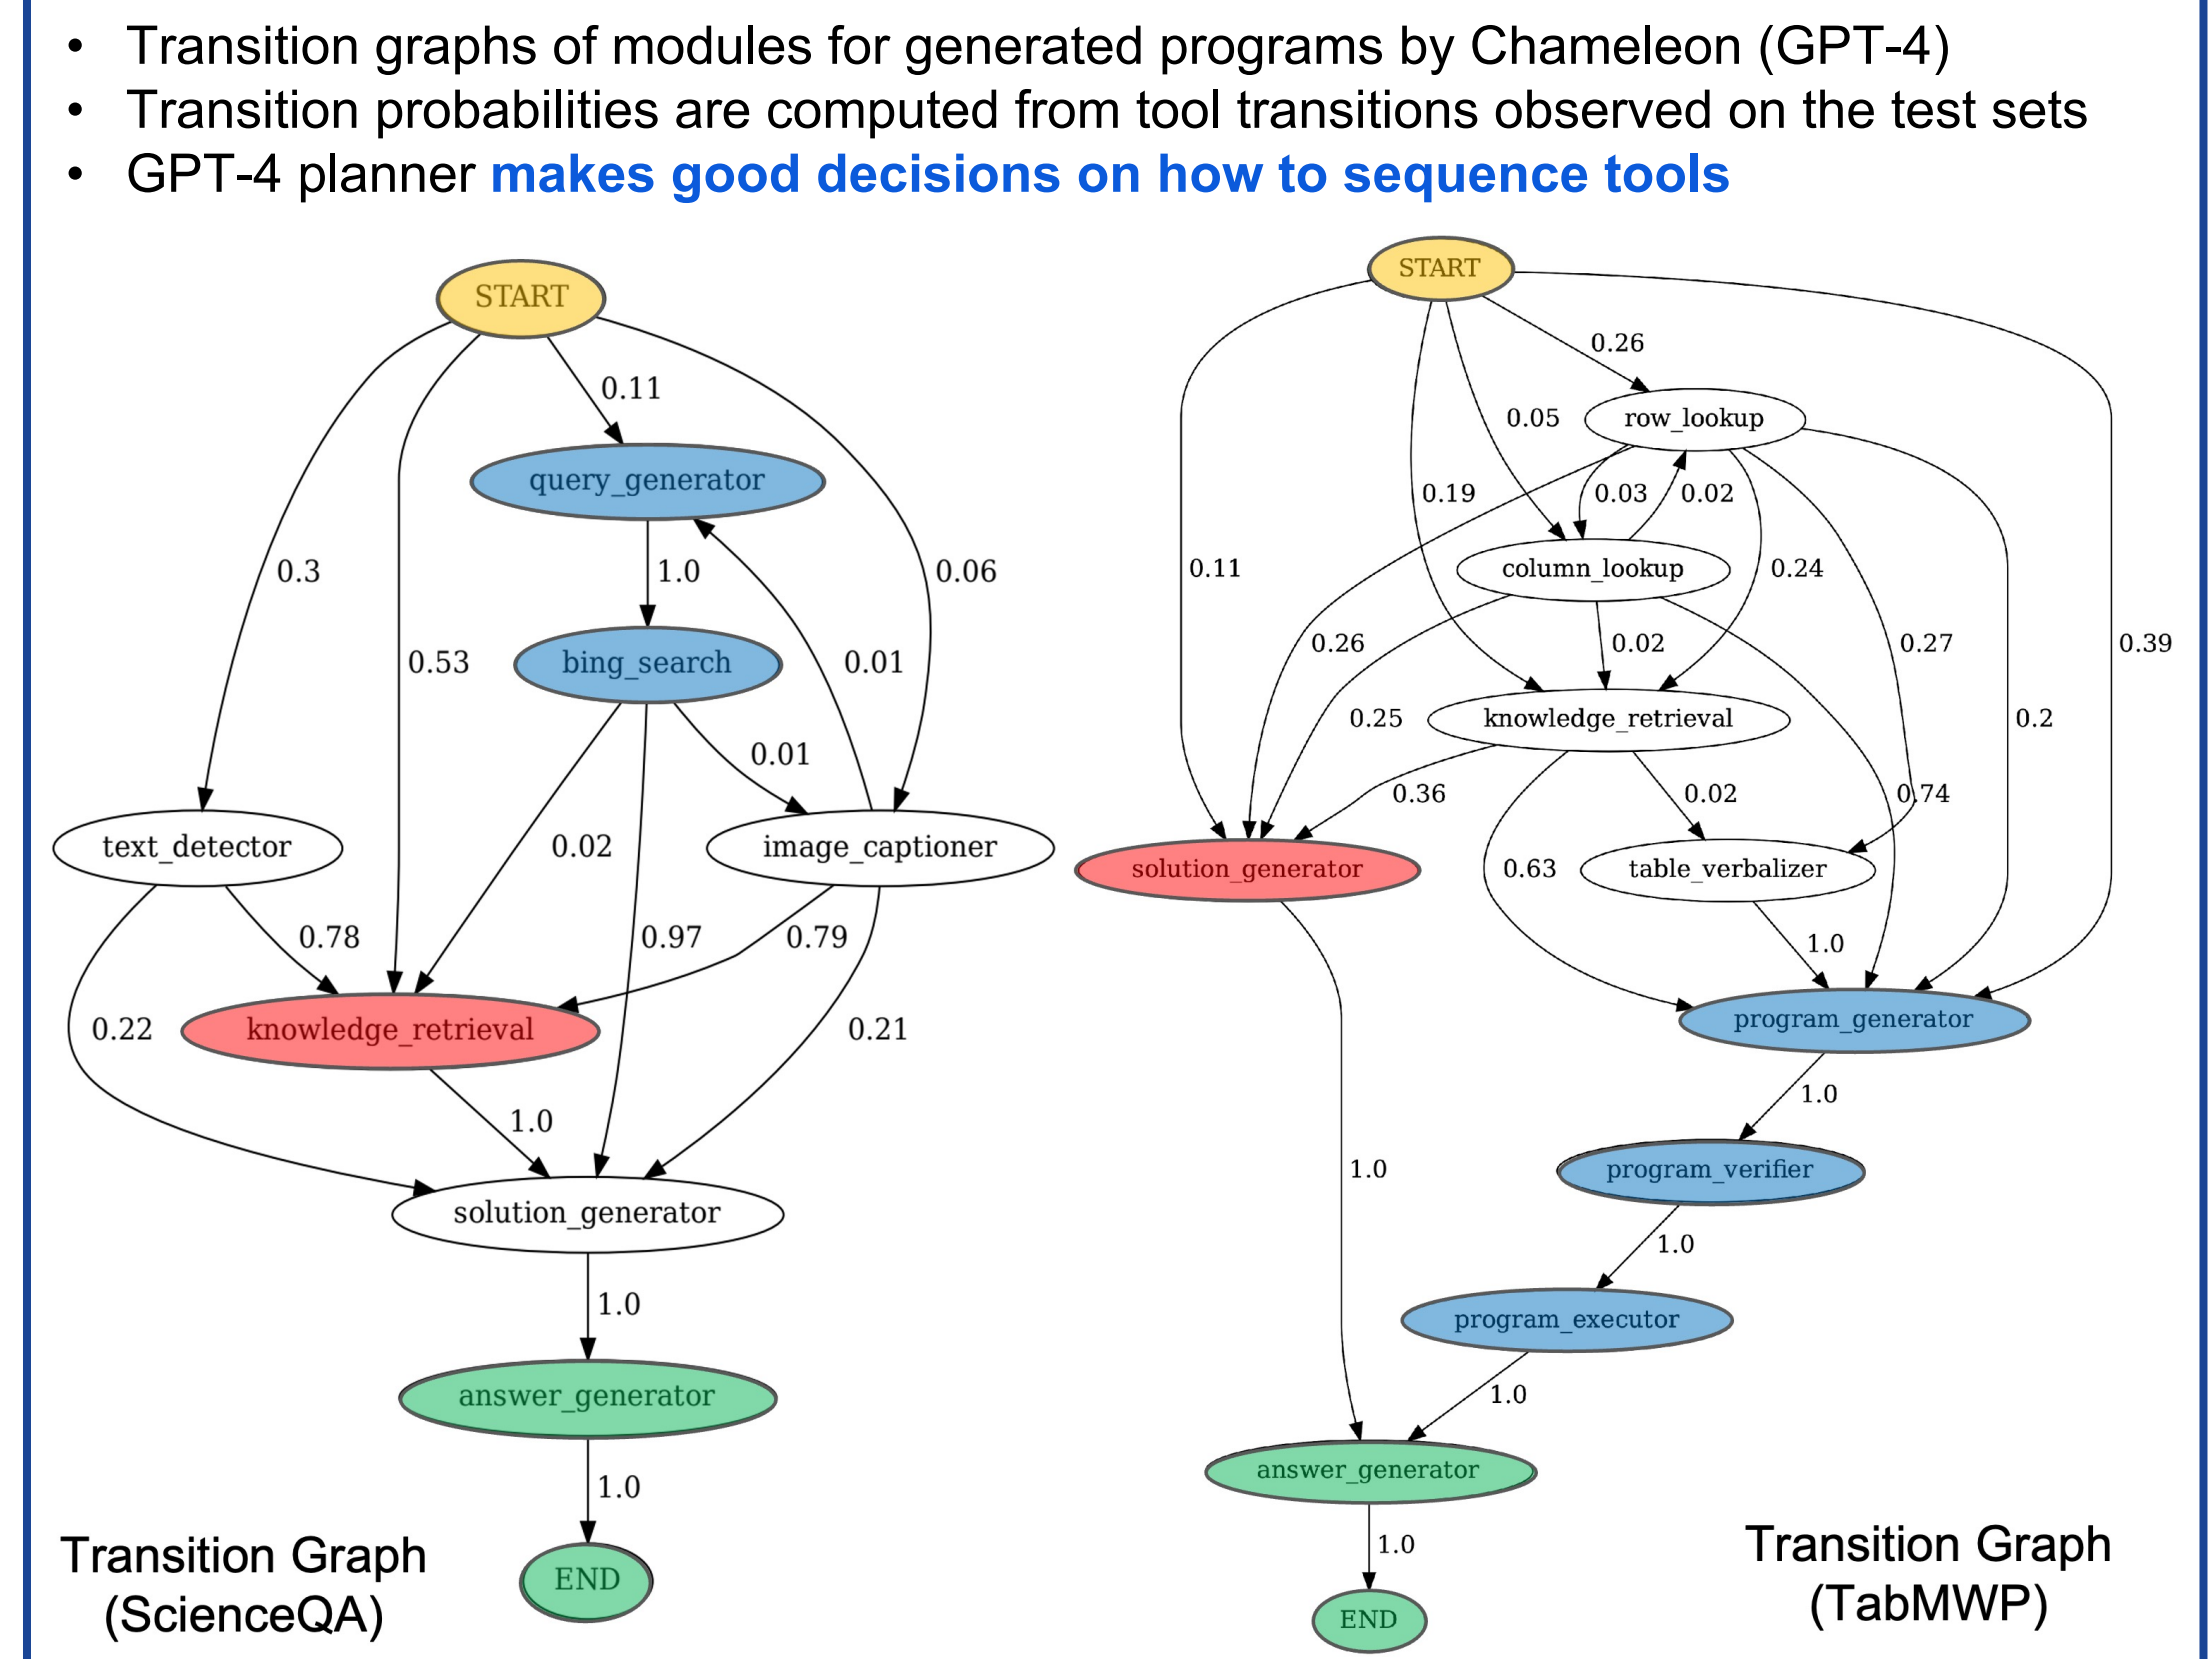 • Transition graphs of modules for generated programs by Chameleon (GPT-4)
• Transition probabilities are computed from tool transitions observed on the test sets
• GPT-4 planner makes good decisions on how to sequence tools
START
0.11
query_generator
0.3
1.0
0.06
0.53
bing_search
0.01
0.01
text_detector
0.02
image_captioner
0.78
0.97
0.79
0.22
knowledge_retrieval
0.21
1.0
solution_generator
1.0
answer_generator
1.0
END
Transition Graph
(ScienceQA)
START
0.26
0.05
row_lookup
0.19
0.03
0.02
0.11
column_lookup
0.24
0.26
0.02
0.27
0.39
0.25
knowledge_retrieval
0.2
0.36
0.02
0.74
solution_generator
0.63
table_verbalizer
1.0
program_generator
1.0
1.0
program_verifier
1.0
program_executor
1.0
answer_generator
1.0
END
Transition Graph
(TabMWP)